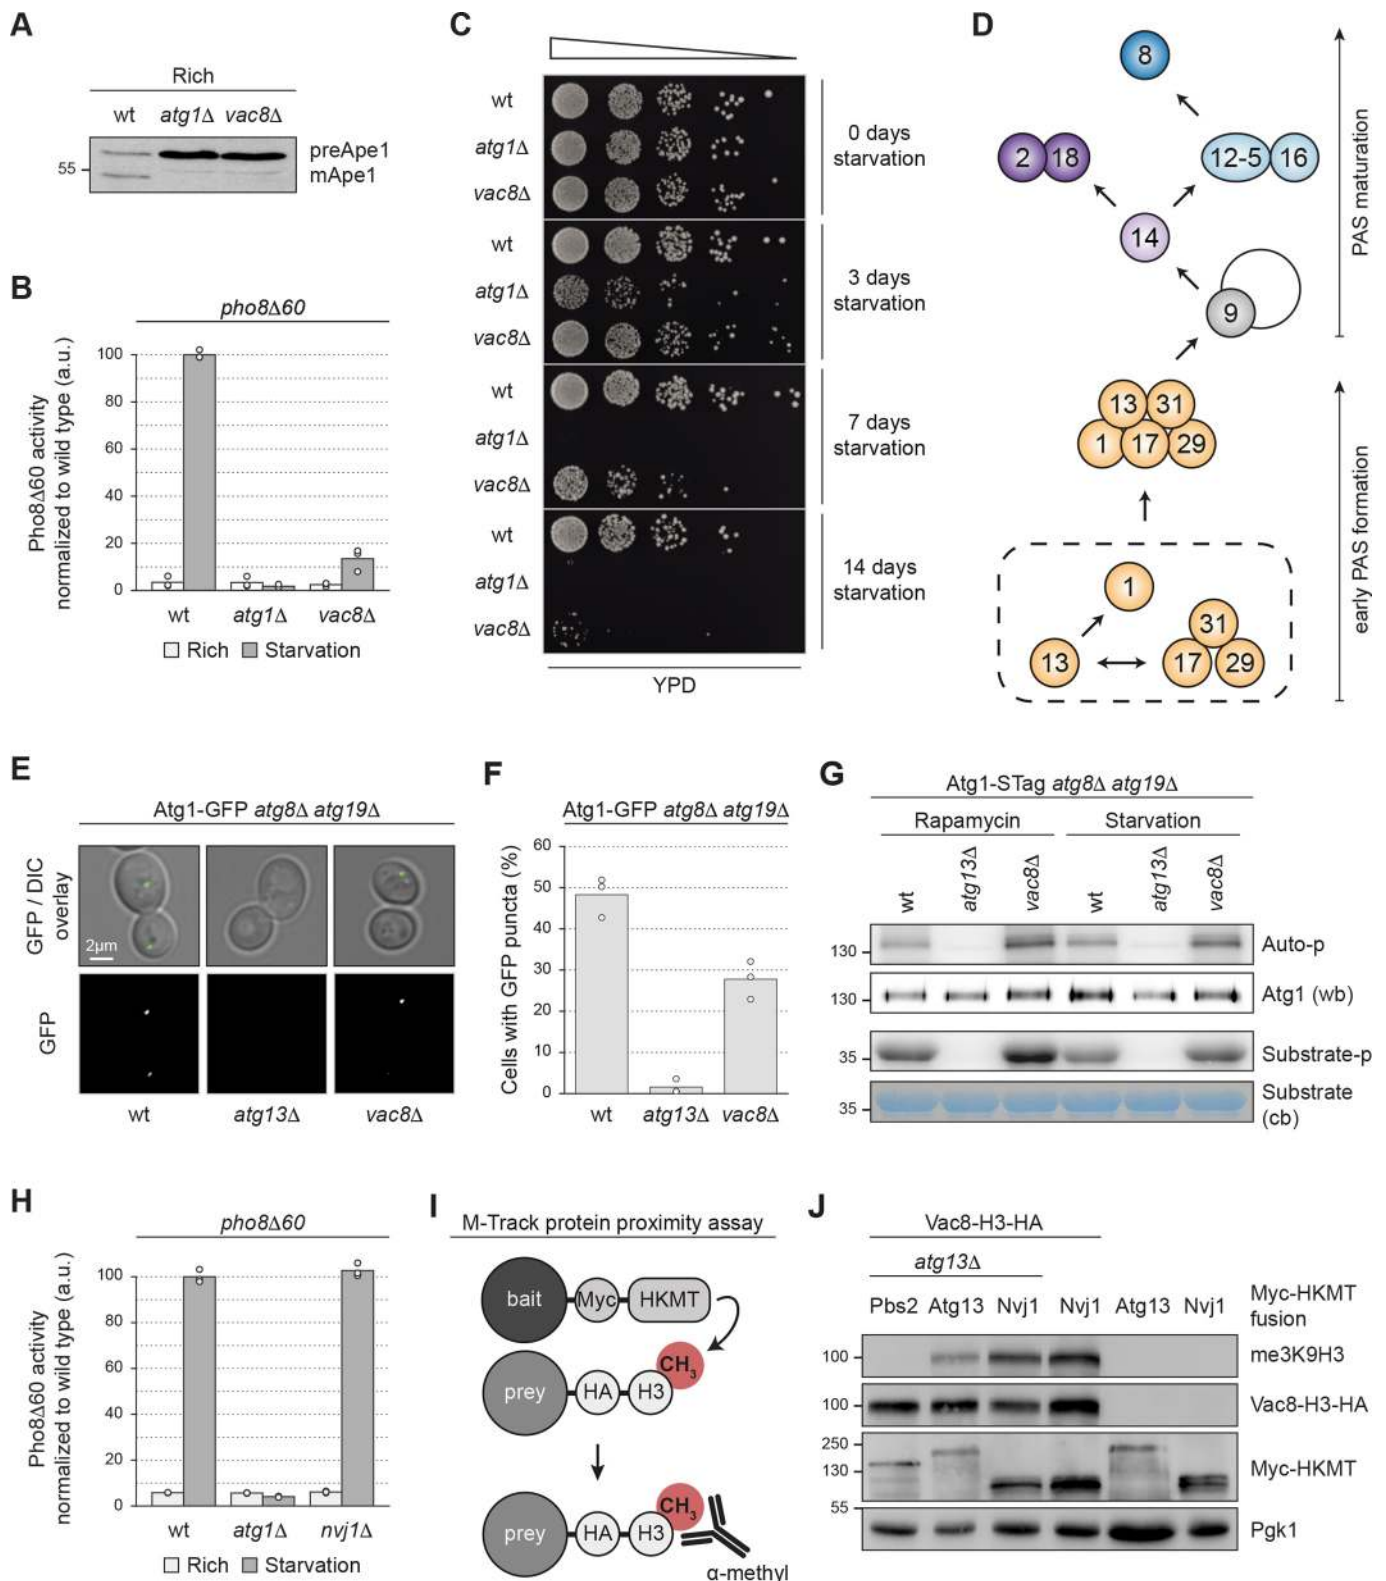 A
Rich
wt atg1Δ vac8Δ
55
preApe1
mApe1
B
pho8Δ60
Pho8Δ60 activity
normalized to wild type (a.u.)
100
80
60
40
20
0
wt atg1Δ vac8Δ
Rich Starvation
C
wt
atg1Δ
vac8Δ
0 days
starvation
wt
atg1Δ
vac8Δ
3 days
starvation
wt
atg1Δ
vac8Δ
7 days
starvation
wt
atg1Δ
vac8Δ
14 days
starvation
YPD
D
8
2 18
12-5 16
14
9
PAS maturation
13 31
1 17 29
1
31
13
17 29
early PAS formation
E
Atg1-GFP atg8Δ atg19Δ
GFP / DIC
overlay
2µm
GFP
wt atg13Δ vac8Δ
F
Atg1-GFP atg8Δ atg19Δ
Cells with GFP puncta (%)
60
50
40
30
20
10
0
wt atg13Δ vac8Δ
G
Atg1-STag atg8Δ atg19Δ
Rapamycin Starvation
wt atg13Δ vac8Δ wt atg13Δ vac8Δ
130
Auto-p
130
Atg1 (wb)
35
Substrate-p
35
Substrate
(cb)
H
pho8Δ60
Pho8Δ60 activity
normalized to wild type (a.u.)
100
80
60
40
20
0
wt atg1Δ nvj1Δ
Rich Starvation
I
M-Track protein proximity assay
bait Myc HKMT
CH3
prey HA H3
CH3
prey HA H3
α-methyl
J
Vac8-H3-HA
atg13Δ
Pbs2 Atg13 Nvj1 Nvj1 Atg13 Nvj1
Myc-HKMT
fusion
100
me3K9H3
100
Vac8-H3-HA
250
130
Myc-HKMT
55
Pgk1